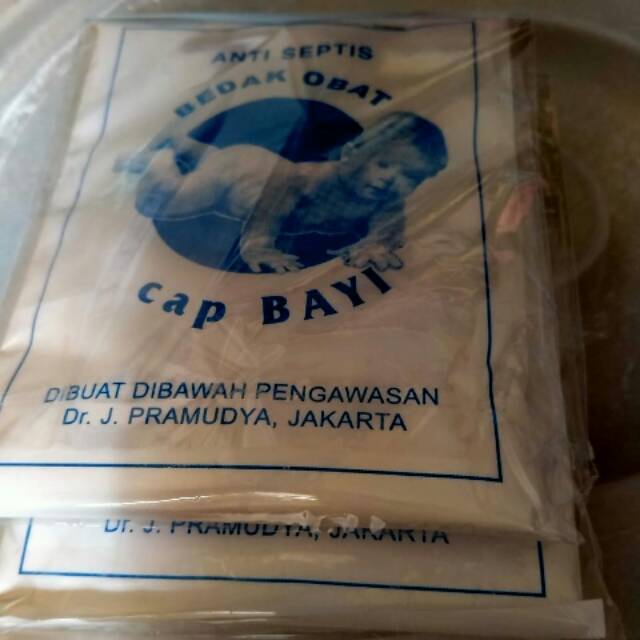 ANTI SEPTIS
BEDAK OBAT
cap BAYI
DIBUAT DIBAWAH PENGAWASAN
Dr. J. PRAMUDYA, JAKARTA
Dr. J. PRAMUDYA, JAKARTA